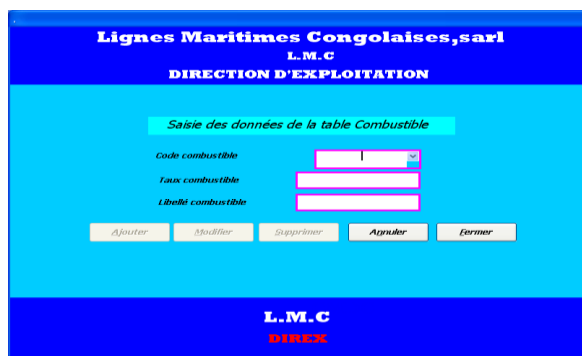 Lignes Maritimes Congolaises,sarl
L.M.C
DIRECTION D'EXPLOITATION
Saisie des données de la table Combustible
Code combustible
Taux combustible
Libellé combustible
Ajouter Modifier Supprimer Annuler Fermer
L.M.C
DIREX